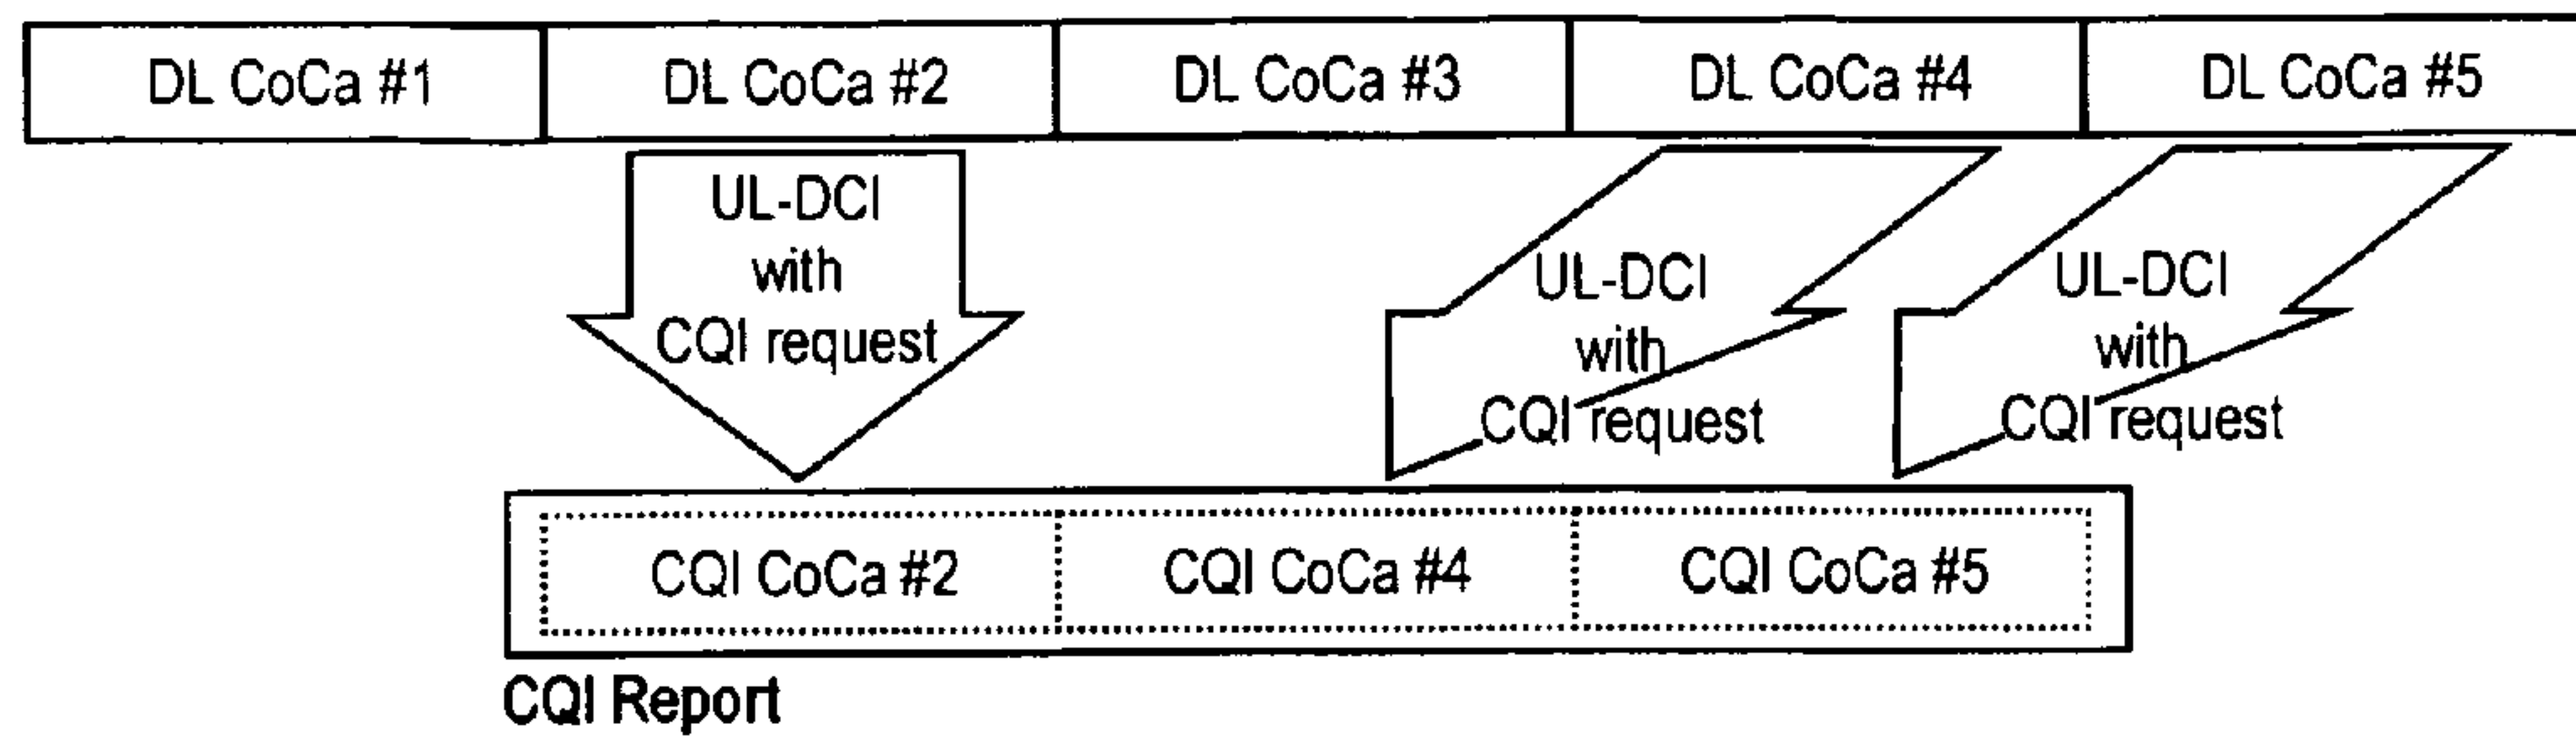 DL CoCa #1 DL CoCa #2 DL CoCa #3 DL CoCa #4 DL CoCa #5
UL-DCI
with
CQI request
UL-DCI
with
CQI request
UL-DCI
with
CQI request
CQI CoCa #2 CQI CoCa #4 CQI CoCa #5
CQI Report